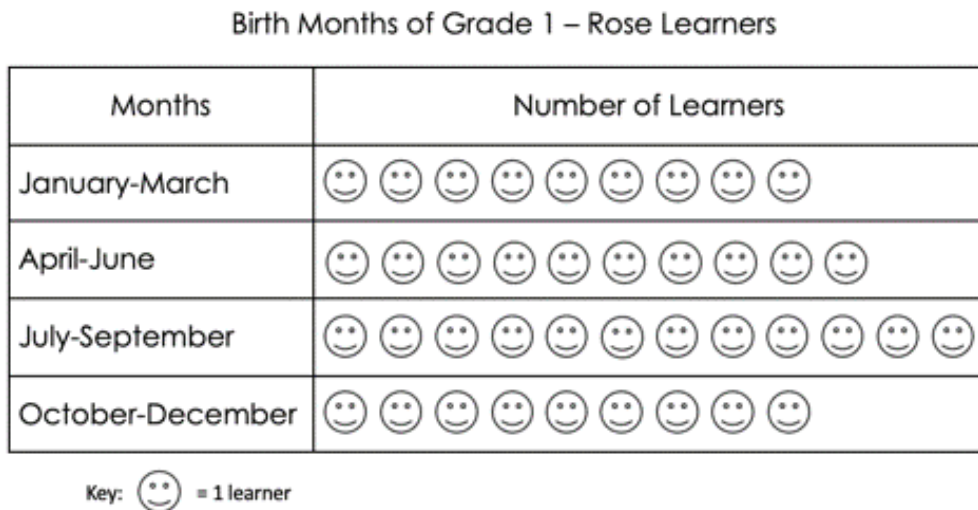 Birth Months of Grade 1 – Rose Learners
Months Number of Learners
January-March
April-June
July-September
October-December
Key: = 1 learner